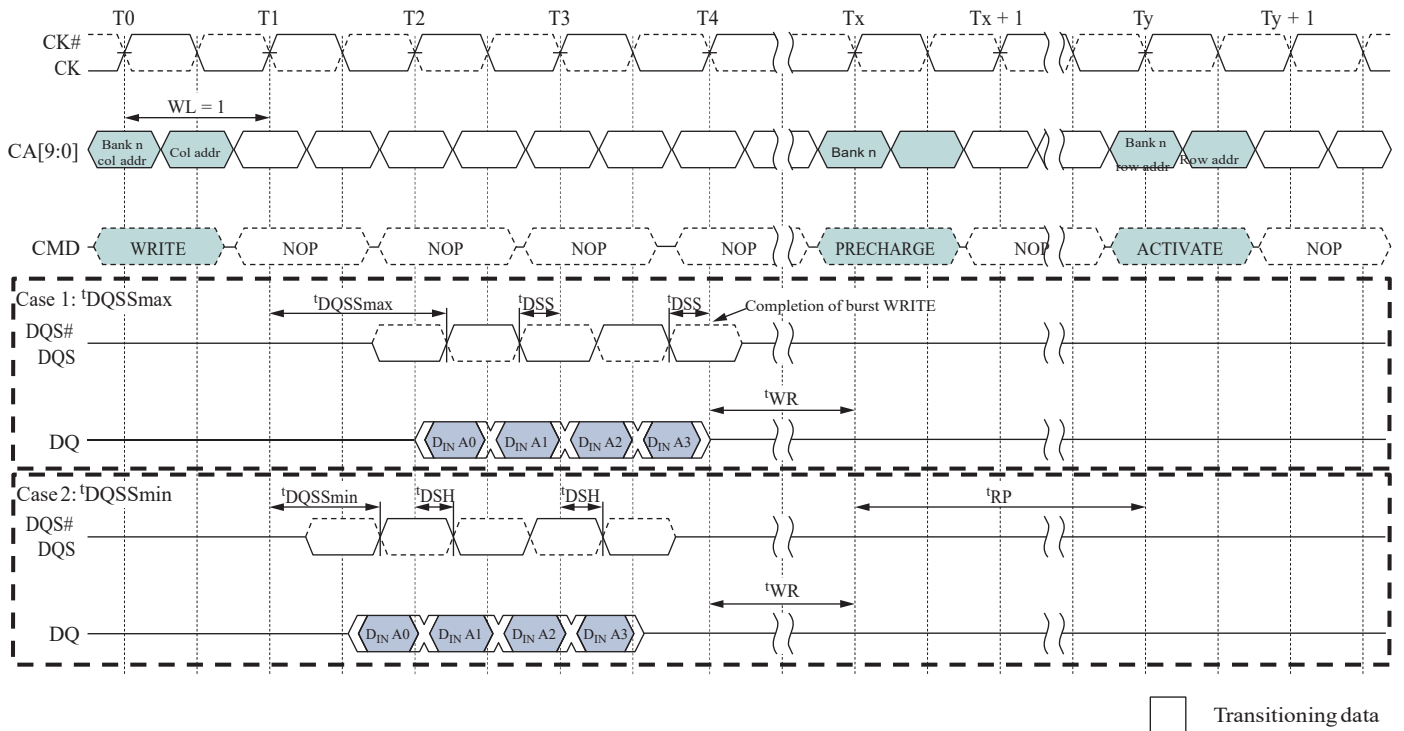 T0 T1 T2 T3 T4 Tx Tx + 1 Ty Ty + 1
CK#
CK
WL = 1
CA[9:0] Bank n col addr Col addr Bank n Bank n row addr Row addr
CMD WRITE NOP NOP NOP NOP PRECHARGE NOP ACTIVATE NOP
Case 1: tDQSSmax
tDQSSmax tDSS tDSS Completion of burst WRITE
DQS#
DQS
tWR
DQ DIN A0 DIN A1 DIN A2 DIN A3
Case 2: tDQSSmin
tDQSSmin tDSH tDSH tRP
DQS#
DQS
tWR
DQ DIN A0 DIN A1 DIN A2 DIN A3
Transitioning data